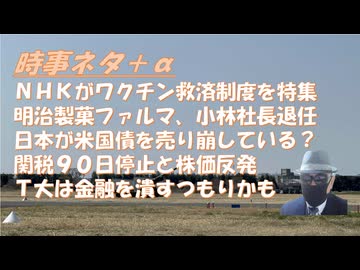 時事ネタ＋α
ＮＨＫがワクチン救済制度を特集
明治製菓ファルマ、小林社長退任
日本が米国債を売り崩している？
関税９０日停止と株価反発
Ｔ大は金融を潰すつもりかも